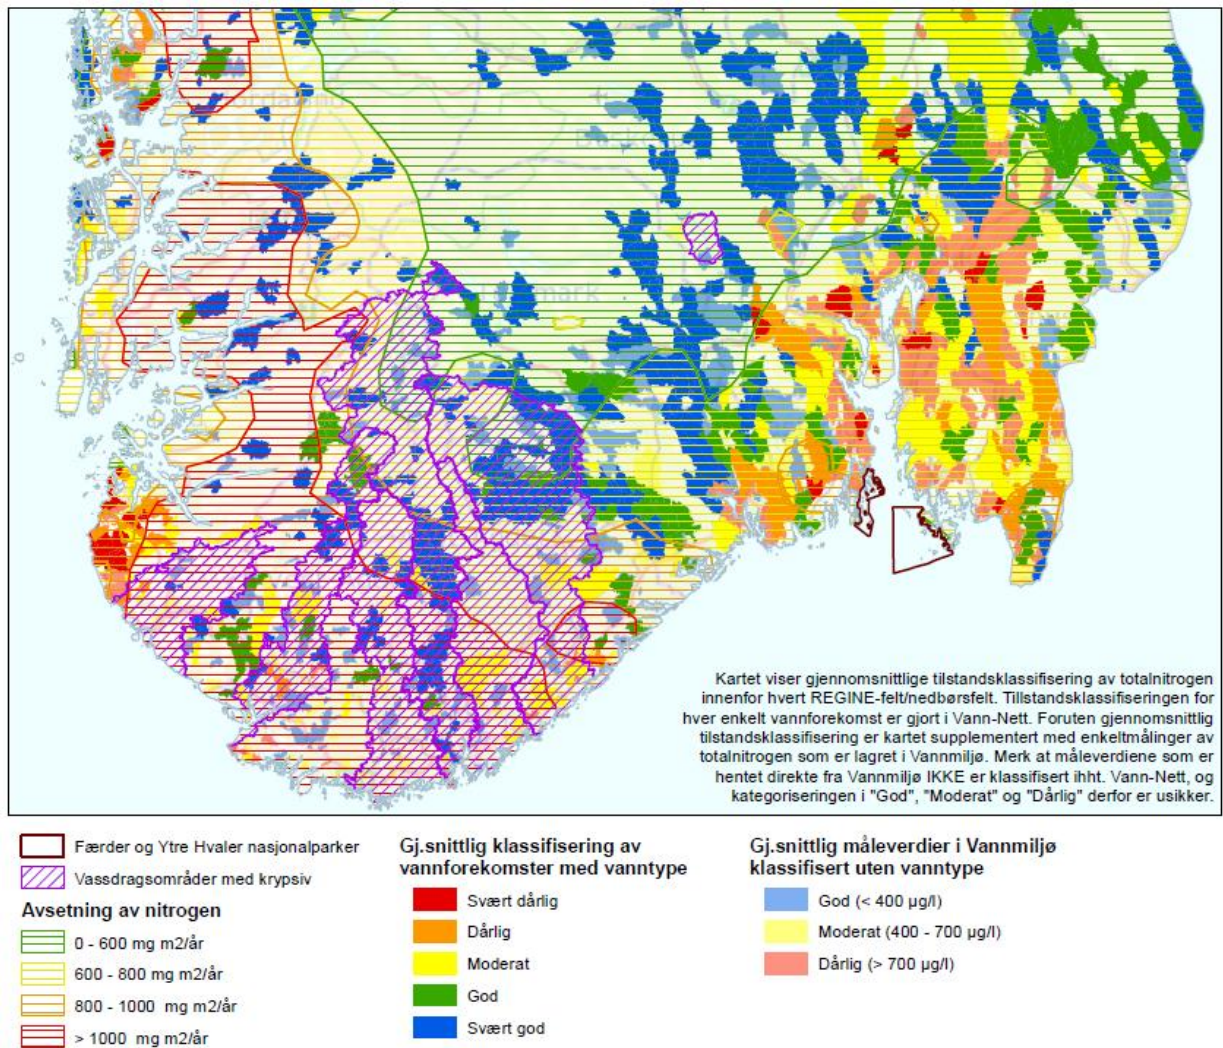 Kartet viser gjennomsnittlige tilstandsklassifisering av totalnitrogen
innenfor hvert REGINE-felt/nedbørsfelt. Tillstandsklassifiseringen for
hver enkelt vannforekomst er gjort i Vann-Nett. Foruten gjennomsnittlig
tilstandsklassifisering er kartet supplementert med enkeltmålinger av
totalnitrogen som er lagret i Vannmiljø. Merk at måleverdiene som er
hentet direkte fra Vannmiljø IKKE er klassifisert ihht. Vann-Nett, og
kategoriseringen i "God", "Moderat" og "Dårlig" derfor er usikker.
Færder og Ytre Hvaler nasjonalparker
Vassdragsområder med krypsiv
Avsetning av nitrogen
0 - 600 mg m2/år
600 - 800 mg m2/år
800 - 1000 mg m2/år
> 1000 mg m2/år
Gj.snittlig klassifisering av
vannforekomster med vanntype
Svært dårlig
Dårlig
Moderat
God
Svært god
Gj.snittlig måleverdier i Vannmiljø
klassifisert uten vanntype
God (< 400 µg/l)
Moderat (400 - 700 µg/l)
Dårlig (> 700 µg/l)